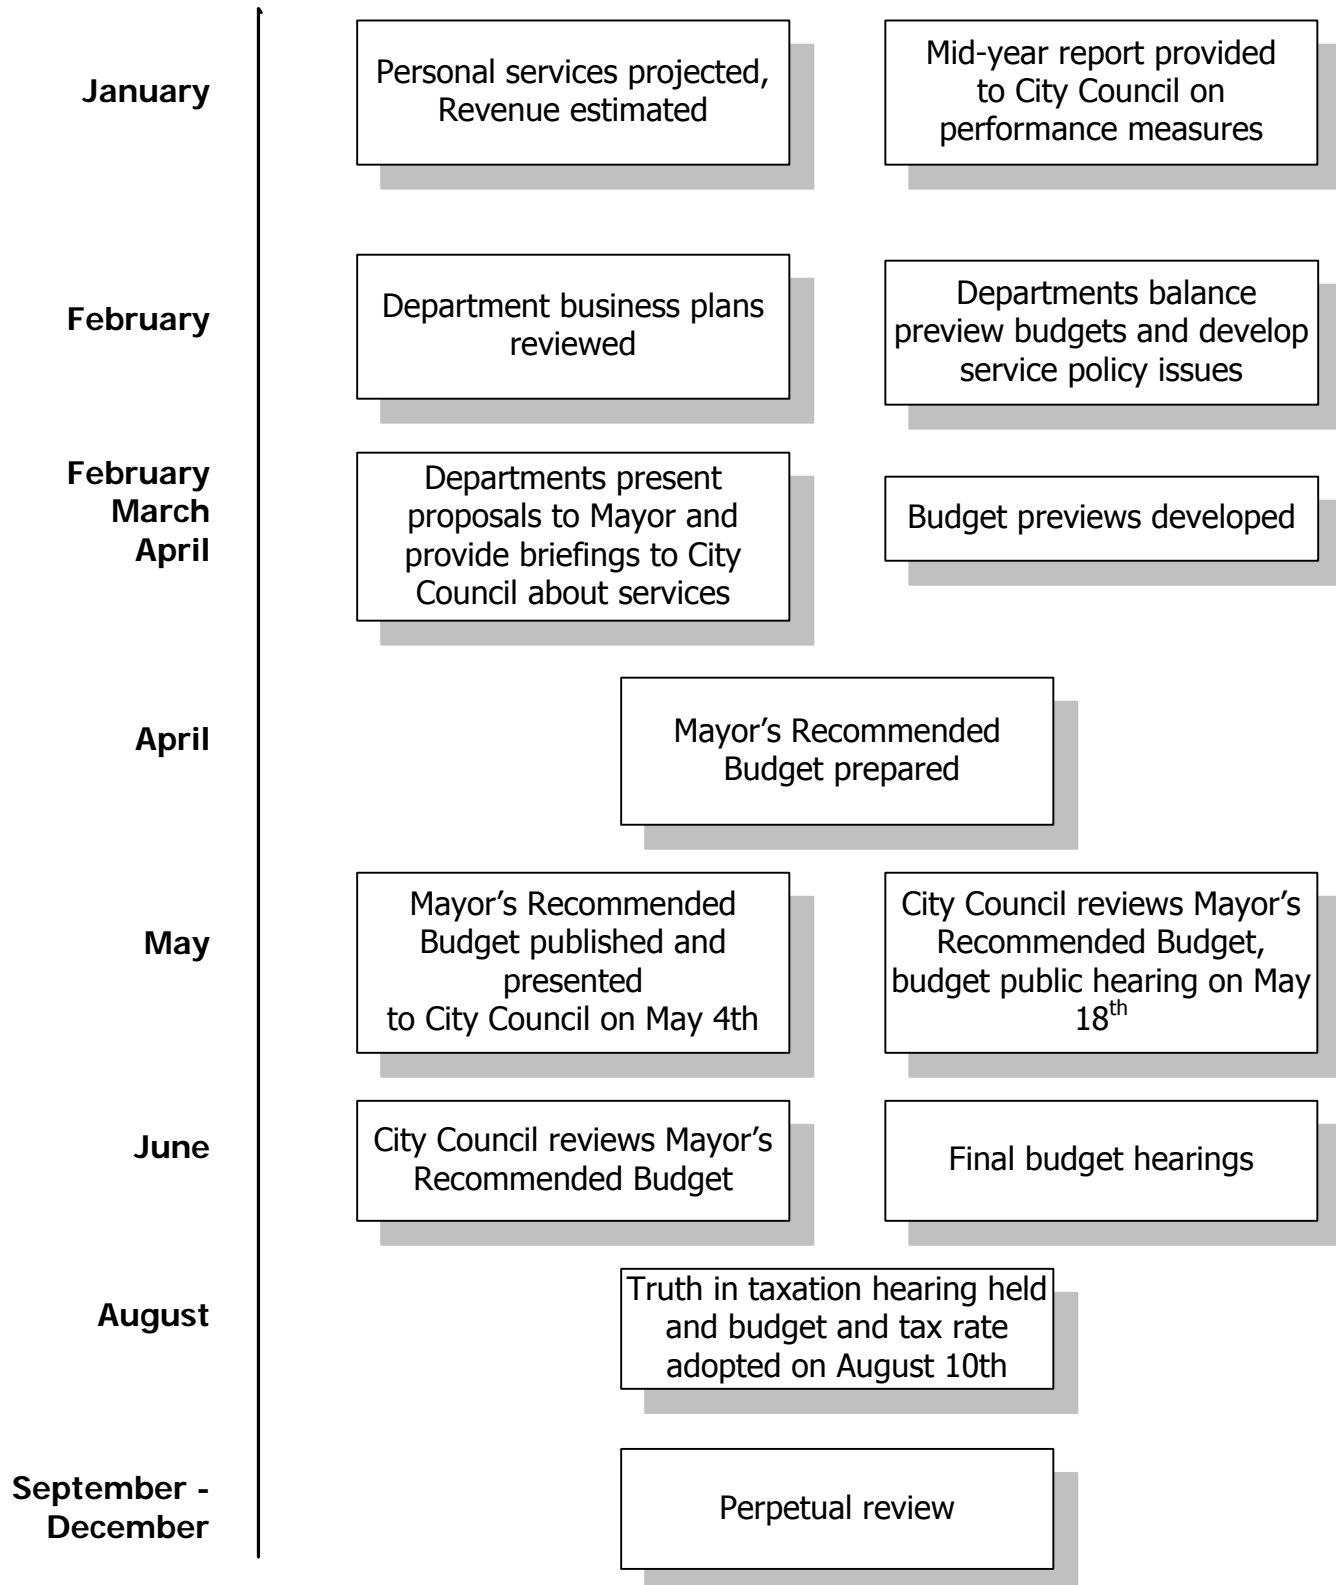 January
Personal services projected,
Revenue estimated
Mid-year report provided
to City Council on
performance measures
February
Department business plans
reviewed
Departments balance
preview budgets and develop
service policy issues
February
March
April
Departments present
proposals to Mayor and
provide briefings to City
Council about services
Budget previews developed
April
Mayor’s Recommended
Budget prepared
May
Mayor’s Recommended
Budget published and
presented
to City Council on May 4th
City Council reviews Mayor’s
Recommended Budget,
budget public hearing on May
18th
June
City Council reviews Mayor’s
Recommended Budget
Final budget hearings
August
Truth in taxation hearing held
and budget and tax rate
adopted on August 10th
September -
December
Perpetual review